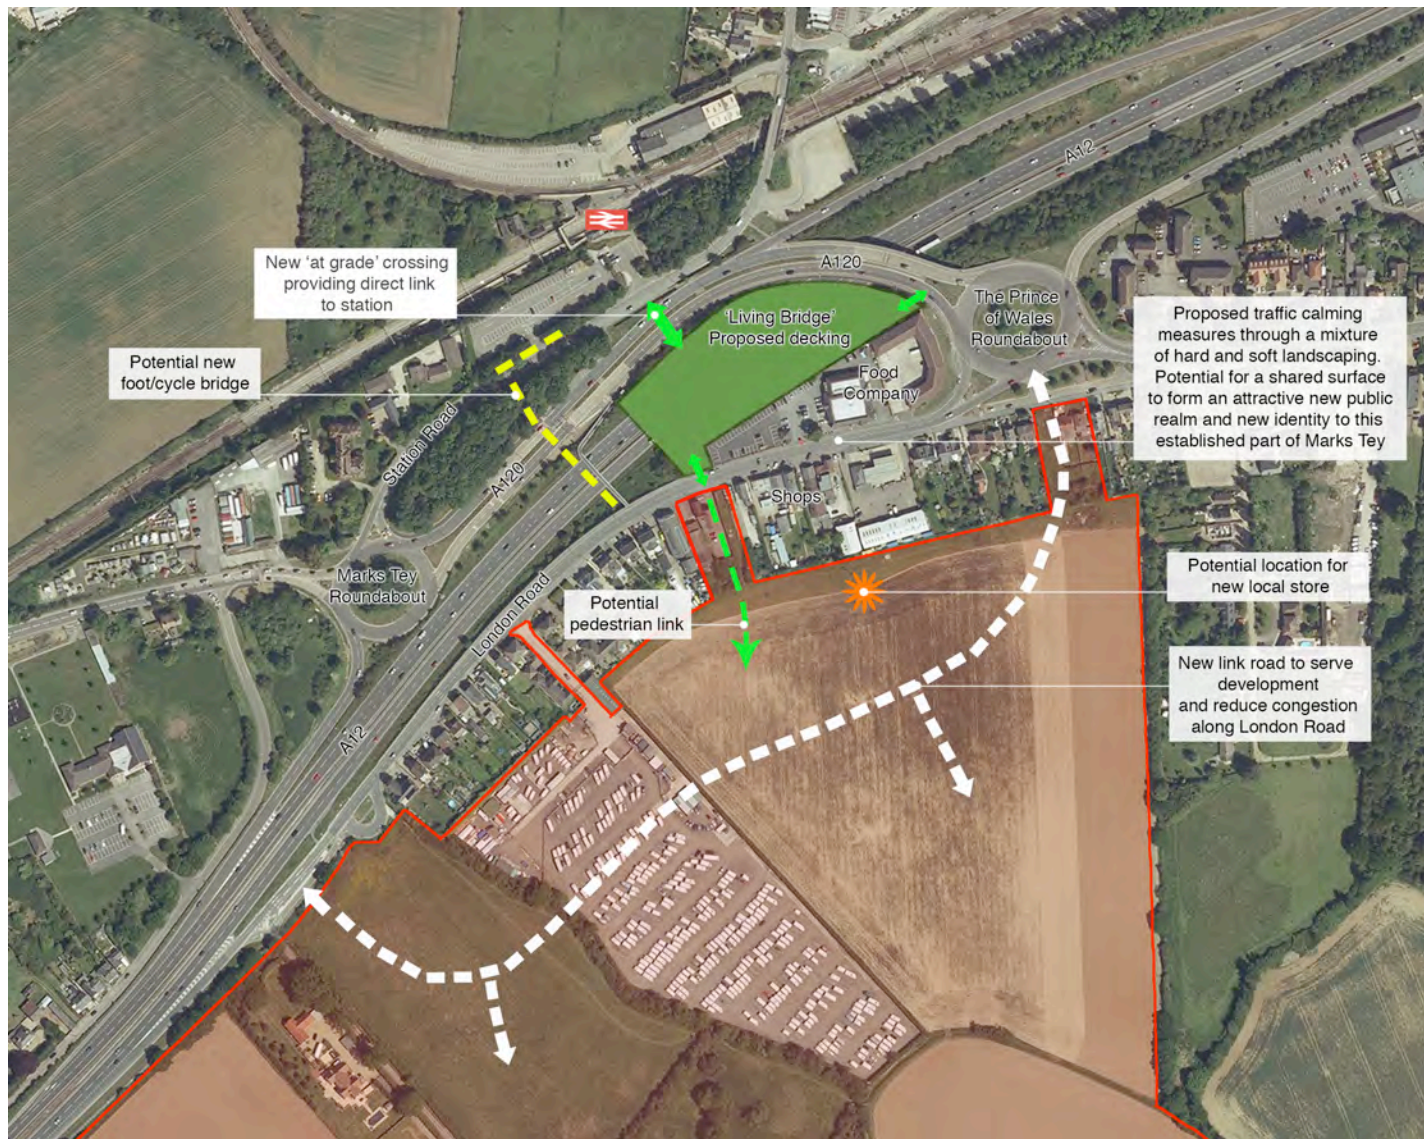 A12
A120
New ‘at grade’ crossing
providing direct link
to station
‘Living Bridge’
Proposed decking
The Prince
of Wales
Roundabout
Proposed traffic calming
measures through a mixture
of hard and soft landscaping.
Potential for a shared surface
to form an attractive new public
realm and new identity to this
established part of Marks Tey
Potential new
foot/cycle bridge
Food
Company
Station Road
A120
Shops
Marks Tey
Roundabout
London Road
Potential
pedestrian link
Potential location for
new local store
New link road to serve
development
and reduce congestion
along London Road
A12